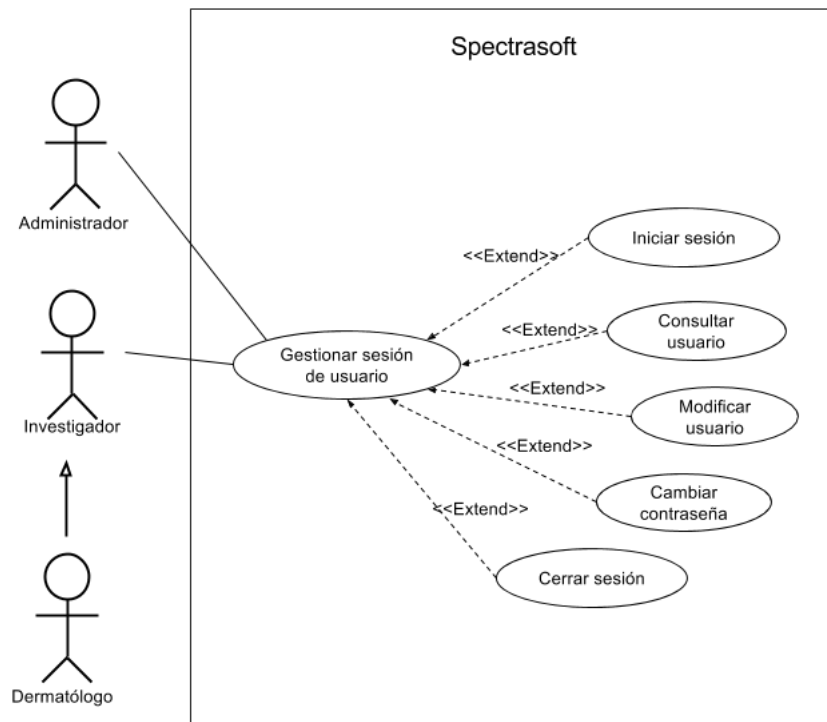 Spectrasoft
Administrador
Iniciar sesión
<<Extend>>
Consultar
usuario
<<Extend>>
Gestionar sesión
de usuario
Investigador
<<Extend>>
Modificar
usuario
<<Extend>>
Cambiar
contraseña
<<Extend>>
Cerrar sesión
Dermatólogo